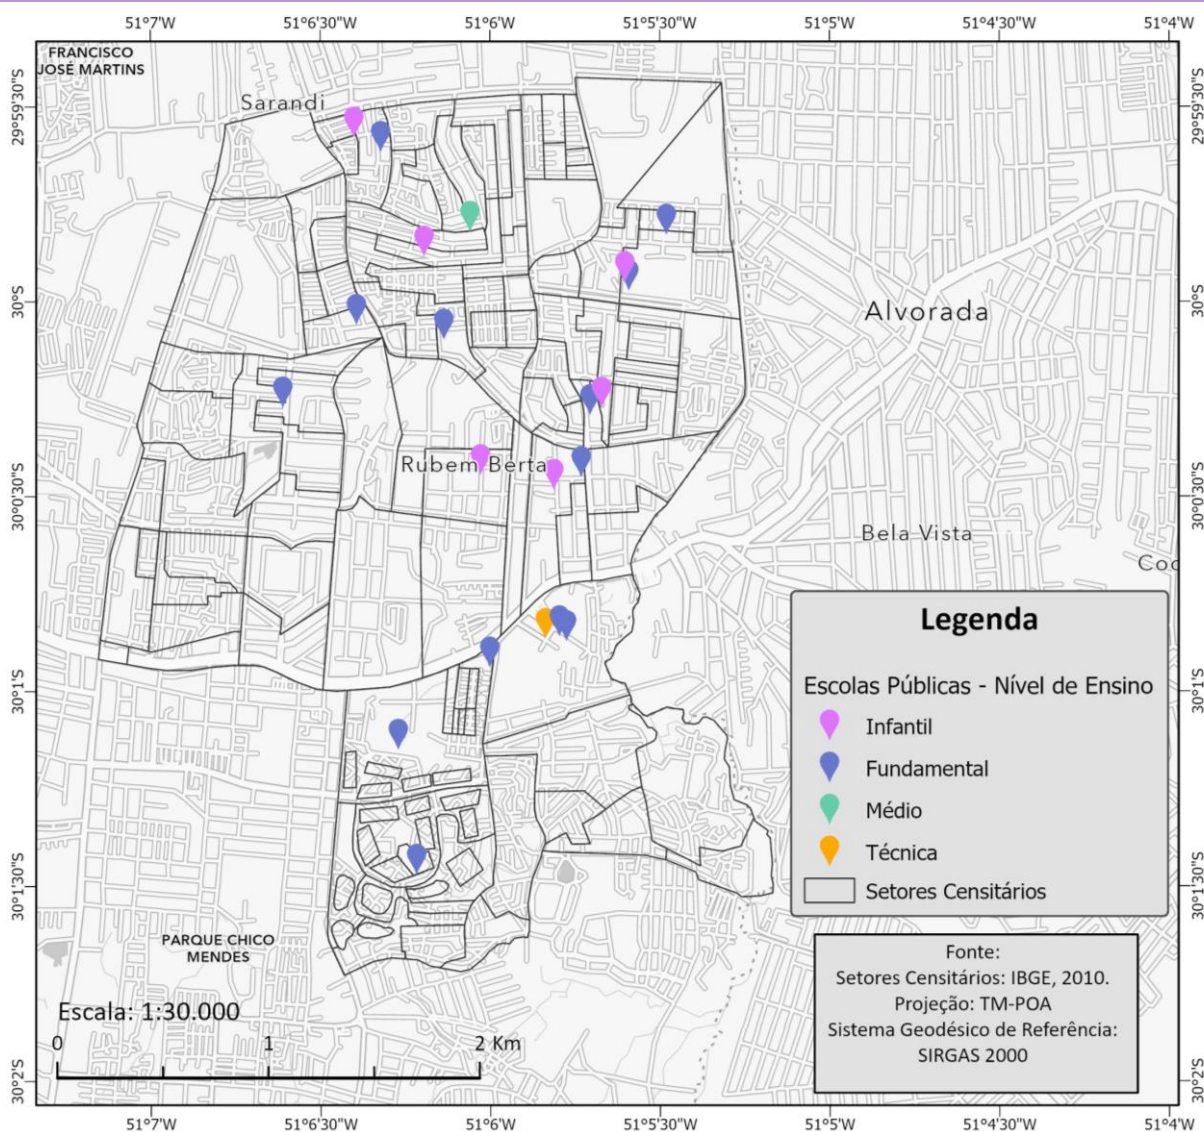 51°7'W 51°6'30"W 51°6'W 51°5'30"W 51°5'W 51°4'30"W 51°4'W
FRANCISCO
JOSÉ MARTINS
Sarandi
29°59'30"S 29°59'30"S
Alvorada
30°S 30°S
Rubem Berta
30°0'30"S 30°0'30"S
Bela Vista
Coc
Legenda
Escolas Públicas - Nível de Ensino
Infantil
Fundamental
Médio
Técnica
Setores Censitários
30°1'S 30°1'S
30°1'30"S 30°1'30"S
PARQUE CHICO
MENDES
Fonte:
Setores Censitários: IBGE, 2010.
Projeção: TM-POA
Sistema Geodésico de Referência:
SIRGAS 2000
Escala: 1:30.000
0 1 2 Km
30°2'S 30°2'S
51°7'W 51°6'30"W 51°6'W 51°5'30"W 51°5'W 51°4'30"W 51°4'W